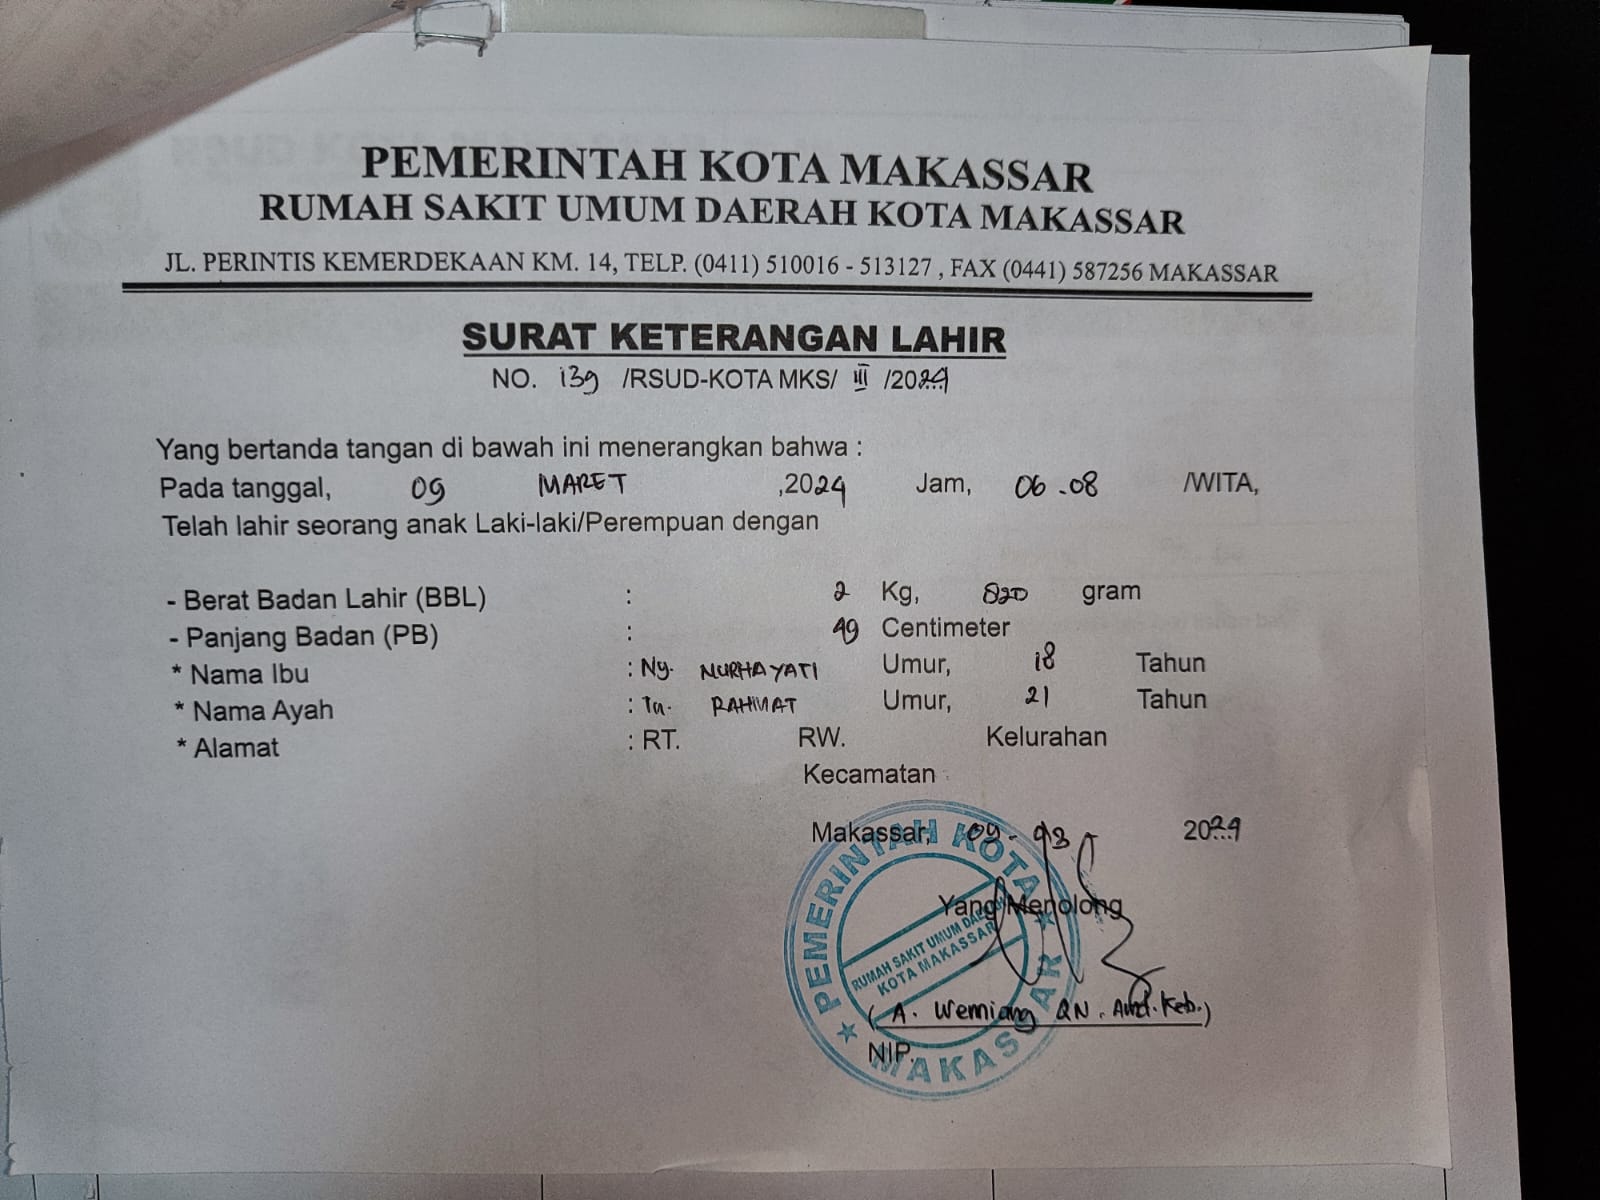 PEMERINTAH KOTA MAKASSAR
RUMAH SAKIT UMUM DAERAH KOTA MAKASSAR
JL. PERINTIS KEMERDEKAAN KM. 14, TELP. (0411) 510016 - 513127 , FAX (0441) 587256 MAKASSAR
SURAT KETERANGAN LAHIR
NO. 139 /RSUD-KOTA MKS/ III /2024
Yang bertanda tangan di bawah ini menerangkan bahwa :
Pada tanggal, 09 MARET ,2024 Jam, 06.08 /WITA,
Telah lahir seorang anak Laki-laki/Perempuan dengan
- Berat Badan Lahir (BBL) : 2 Kg, 820 gram
- Panjang Badan (PB) : 49 Centimeter
* Nama Ibu : Ny. NURHAYATI Umur, 18 Tahun
* Nama Ayah : Tn. RAHMAT Umur, 21 Tahun
* Alamat : RT. RW. Kelurahan
Kecamatan
Makassar, 09-03 2024
Yang Menolong
PEMERINTAH KOTA MAKASSAR
RUMAH SAKIT UMUM DAERAH
KOTA MAKASSAR
(A. Werniang QN. Amd.Keb.)
NIP.